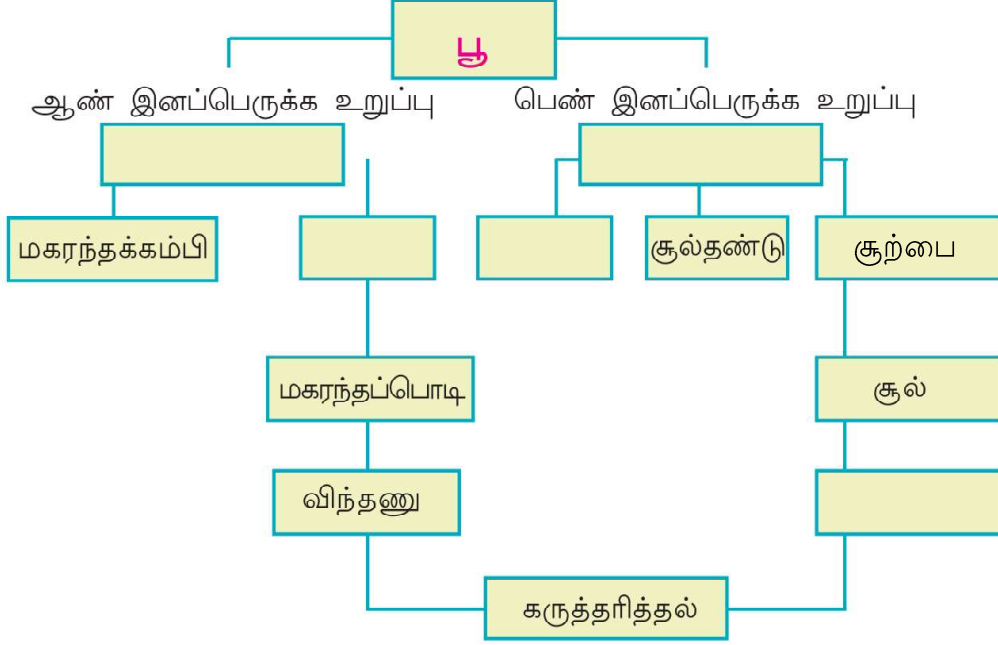 பூ
ஆண் இனப்பெருக்க உறுப்பு
பெண் இனப்பெருக்க உறுப்பு
மகரந்தக்கம்பி
சூல்தண்டு
சூற்பை
மகரந்தப்பொடி
சூல்
விந்தணு
கருத்தரித்தல்